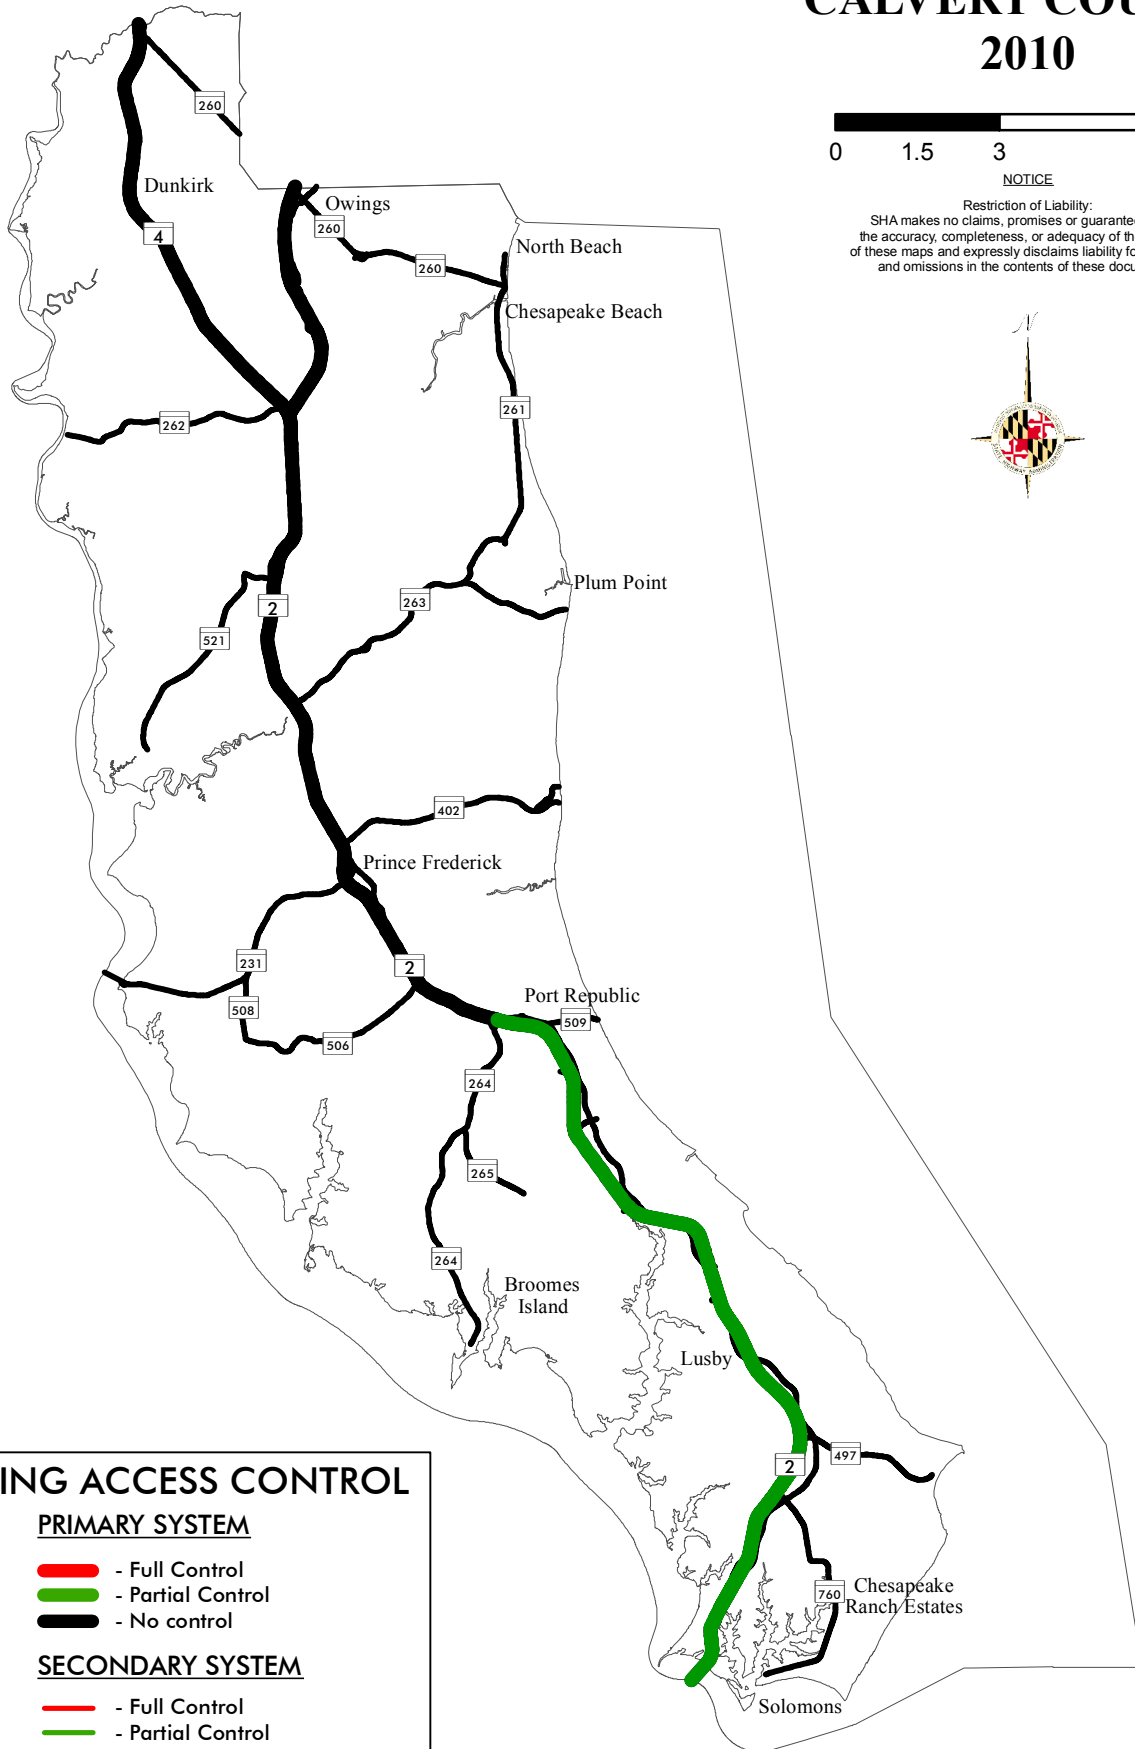 CALVERT COU
2010
0 1.5 3
NOTICE
Restriction of Liability:
SHA makes no claims, promises or guarante
the accuracy, completeness, or adequacy of th
of these maps and expressly disclaims liability fo
and omissions in the contents of these docu
N
260
Dunkirk
4
Owings
260
North Beach
260
Chesapeake Beach
261
262
Plum Point
263
2
521
402
Prince Frederick
231
2
Port Republic
508
509
506
264
265
264
Broomes
Island
Lusby
497
2
760
Chesapeake
Ranch Estates
Solomons
ING ACCESS CONTROL
PRIMARY SYSTEM
- Full Control
- Partial Control
- No control
SECONDARY SYSTEM
- Full Control
- Partial Control